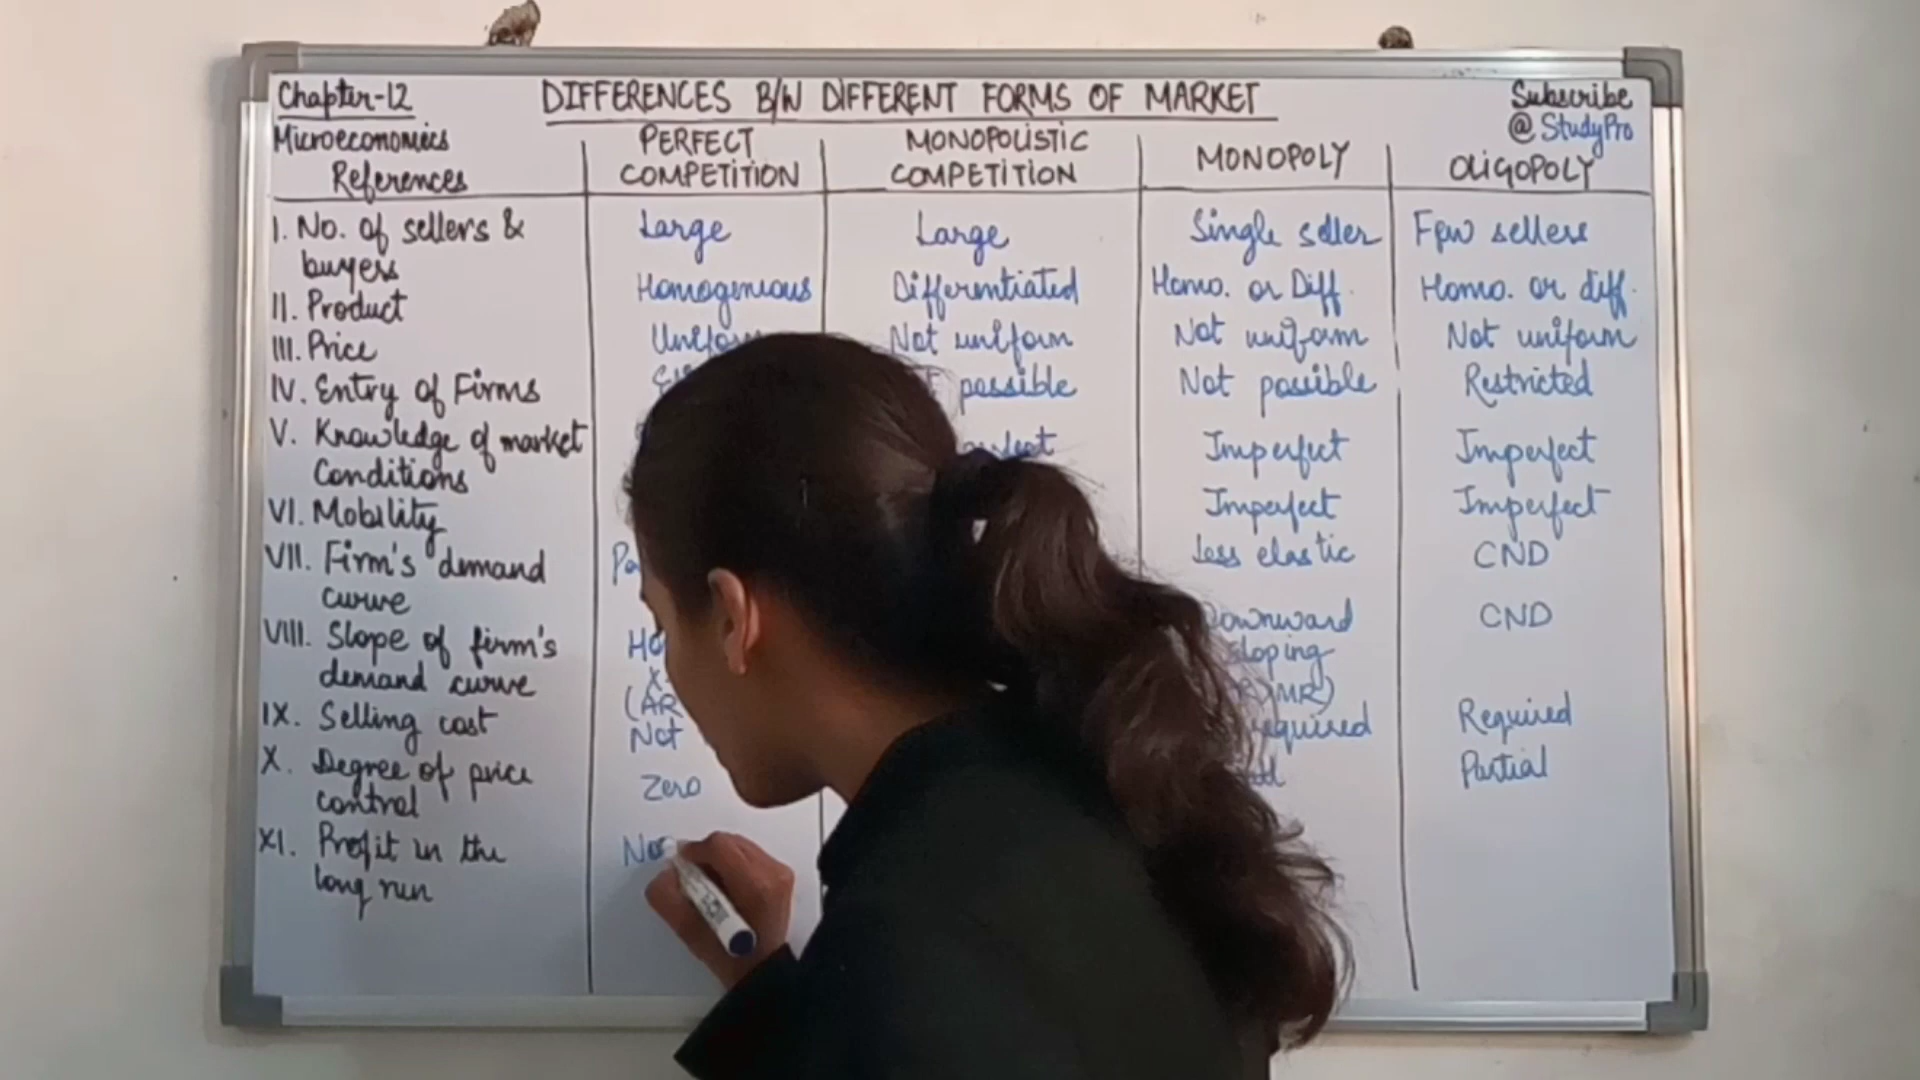 Chapter-12
DIFFERENCES B/W DIFFERENT FORMS OF MARKET
Subscribe
@ StudyPro
Microeconomics
References
PERFECT
COMPETITION
MONOPOLISTIC
COMPETITION
MONOPOLY
OLIGOPOLY
I. No. of sellers &
buyers
Large
Large
Single seller
Few sellers
II. Product
Homogenious
Differentiated
Homo. or Diff.
Homo. or diff.
III. Price
Uniform
Not uniform
Not uniform
Not uniform
IV. Entry of Firms
possible
Not possible
Restricted
V. Knowledge of market
Conditions
Imperfect
Imperfect
VI. Mobility
Imperfect
Imperfect
VII. Firm's demand
curve
Less elastic
CND
VIII. Slope of firm's
demand curve
Downward
sloping
MR)
CND
(AR
IX. Selling cost
Not
required
Required
X. Degree of price
control
Zero
Partial
XI. Profit in the
long run
No